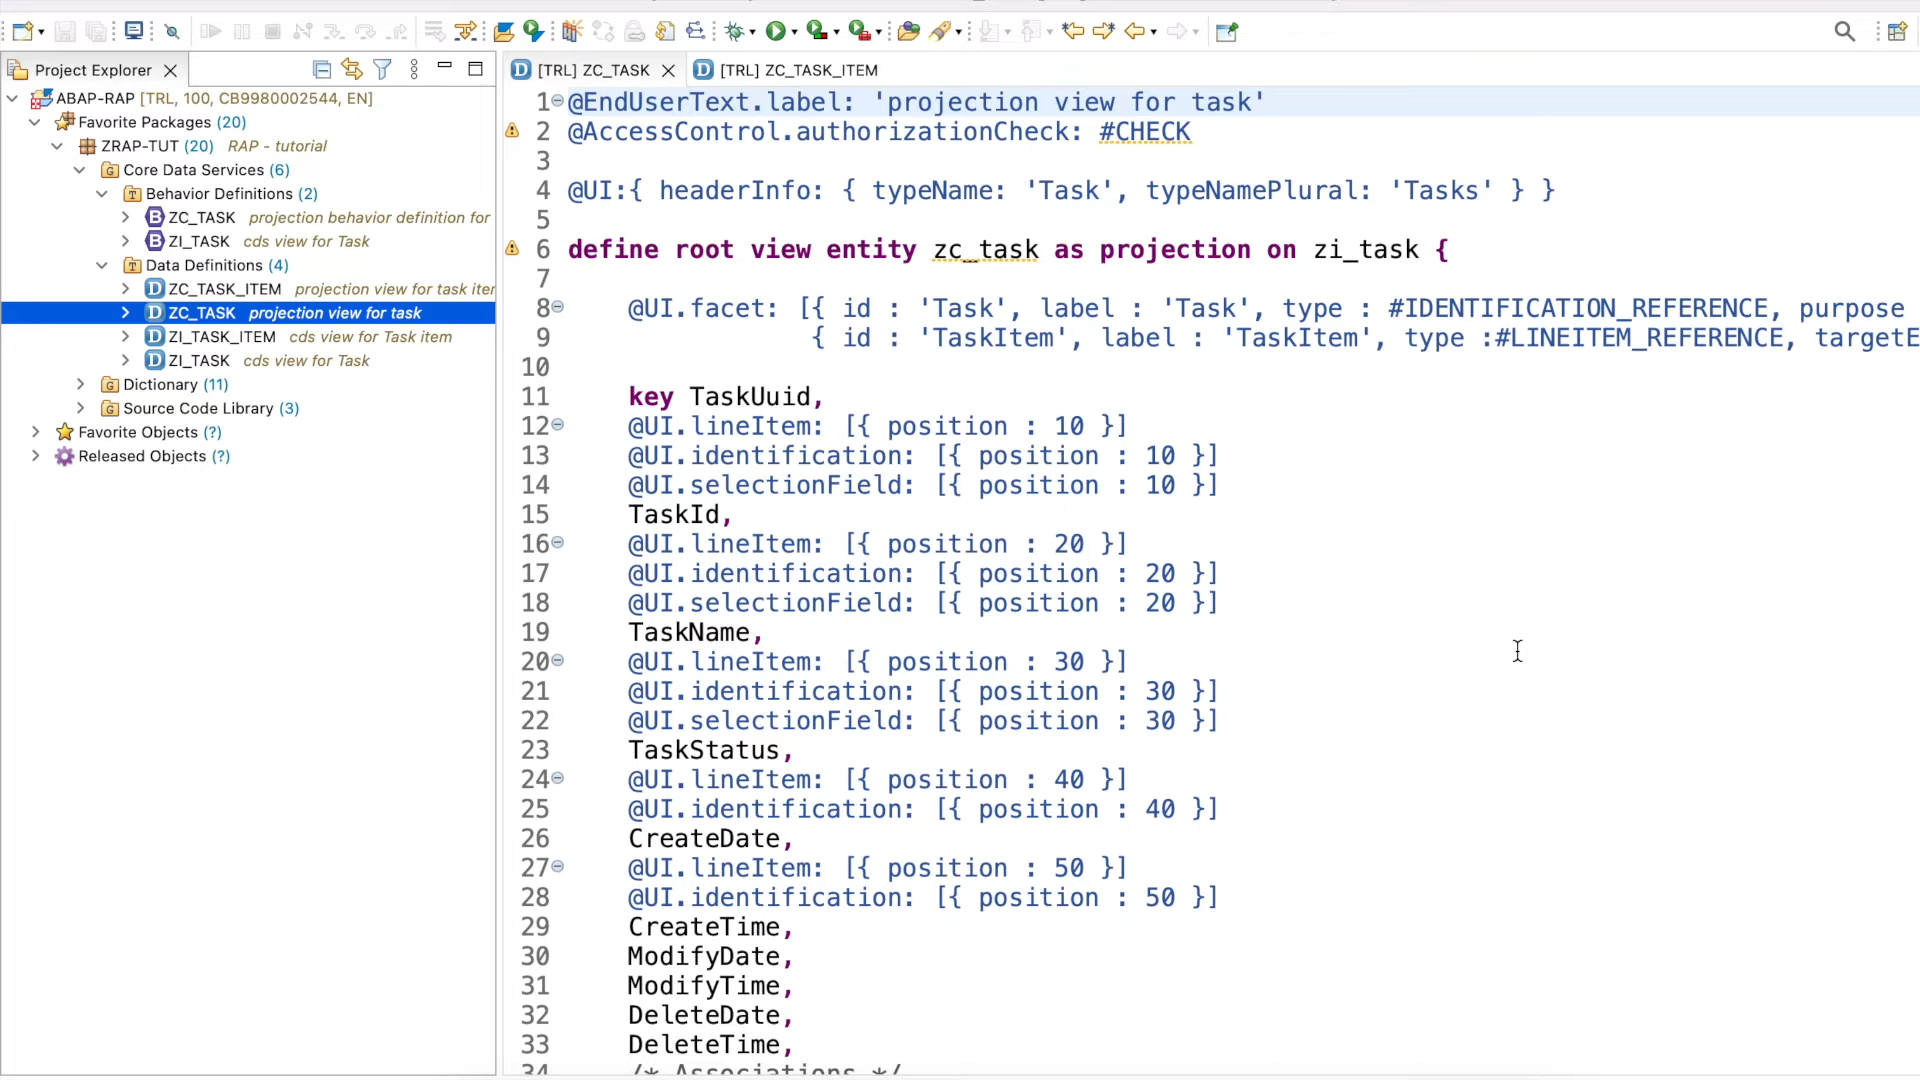 Project Explorer
ABAP-RAP [TRL, 100, CB9980002544, EN]
Favorite Packages (20)
ZRAP-TUT (20) RAP - tutorial
Core Data Services (6)
Behavior Definitions (2)
ZC_TASK projection behavior definition for
ZI_TASK cds view for Task
Data Definitions (4)
ZC_TASK_ITEM projection view for task iter
ZC_TASK projection view for task
ZI_TASK_ITEM cds view for Task item
ZI_TASK cds view for Task
Dictionary (11)
Source Code Library (3)
Favorite Objects (?)
Released Objects (?)
[TRL] ZC_TASK
[TRL] ZC_TASK_ITEM
1 @EndUserText.label: 'projection view for task'
2 @AccessControl.authorizationCheck: #CHECK
3
4 @UI:{ headerInfo: { typeName: 'Task', typeNamePlural: 'Tasks' } }
5
6 define root view entity zc_task as projection on zi_task {
7
8 @UI.facet: [{ id : 'Task', label : 'Task', type : #IDENTIFICATION_REFERENCE, purpose
9 { id : 'TaskItem', label : 'TaskItem', type :#LINEITEM_REFERENCE, targetE
10
11 key TaskUuid,
12 @UI.lineItem: [{ position : 10 }]
13 @UI.identification: [{ position : 10 }]
14 @UI.selectionField: [{ position : 10 }]
15 TaskId,
16 @UI.lineItem: [{ position : 20 }]
17 @UI.identification: [{ position : 20 }]
18 @UI.selectionField: [{ position : 20 }]
19 TaskName,
20 @UI.lineItem: [{ position : 30 }]
21 @UI.identification: [{ position : 30 }]
22 @UI.selectionField: [{ position : 30 }]
23 TaskStatus,
24 @UI.lineItem: [{ position : 40 }]
25 @UI.identification: [{ position : 40 }]
26 CreateDate,
27 @UI.lineItem: [{ position : 50 }]
28 @UI.identification: [{ position : 50 }]
29 CreateTime,
30 ModifyDate,
31 ModifyTime,
32 DeleteDate,
33 DeleteTime,
34 /* Associations */